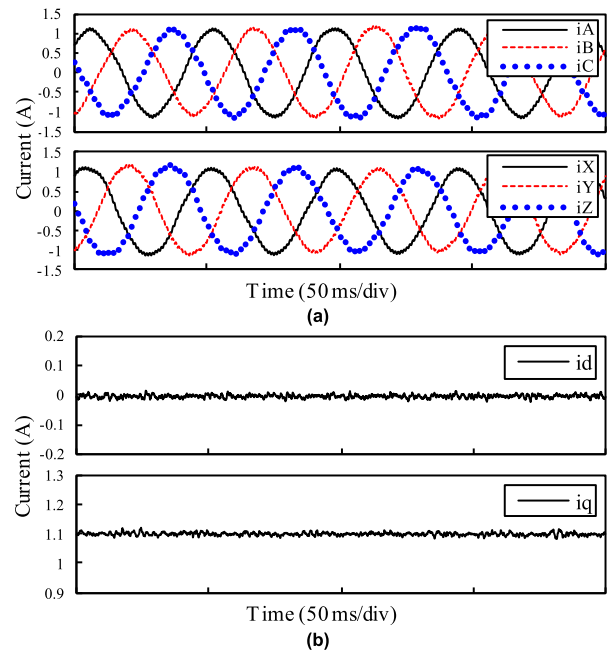 1.5
1
0.5
0
-0.5
-1
-1.5
iA
iB
iC
1.5
1
0.5
0
-0.5
-1
-1.5
iX
iY
iZ
Current (A)
Time (50 ms/div)
(a)
0.2
0.1
0
-0.1
-0.2
id
1.3
1.2
1.1
1
0.9
iq
Current (A)
Time (50 ms/div)
(b)